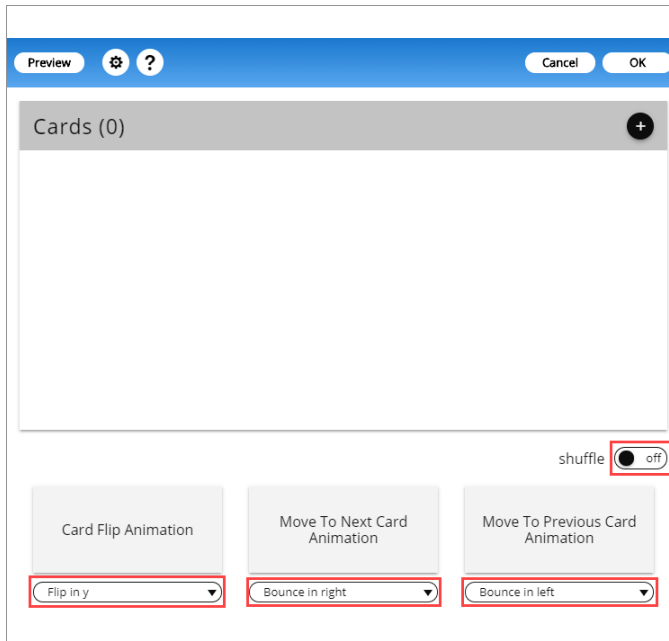 Preview ? Cancel OK
Cards (0) +
shuffle off
Card Flip Animation
Move To Next Card
Animation
Move To Previous Card
Animation
Flip in y
Bounce in right
Bounce in left